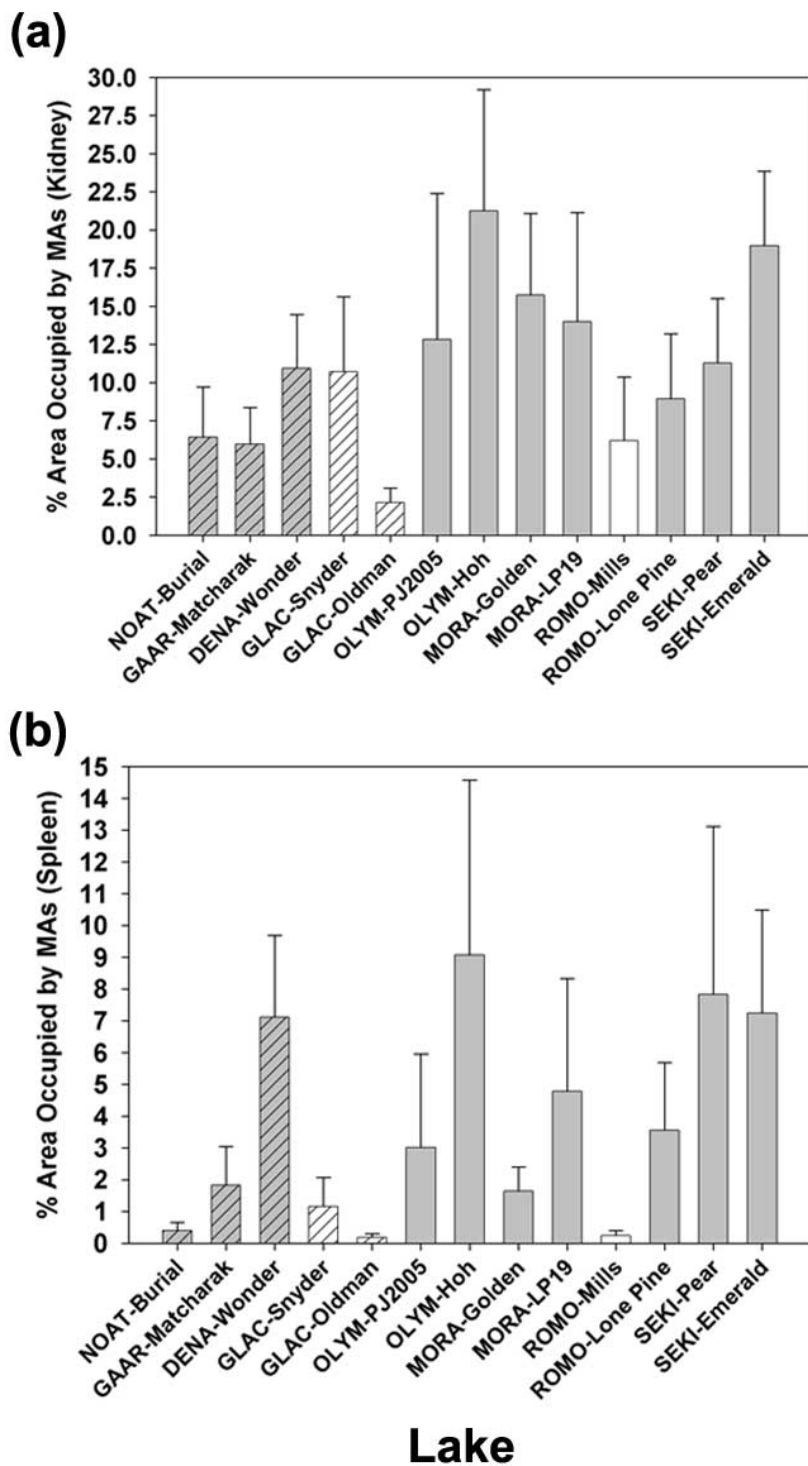 (a)
% Area Occupied by MAs (Kidney)
30.0
27.5
25.0
22.5
20.0
17.5
15.0
12.5
10.0
7.5
5.0
2.5
0.0
NOAT-Burial
GAAR-Matcharak
DENA-Wonder
GLAC-Snyder
GLAC-Oldman
OLYM-PJ2005
OLYM-Hoh
MORA-Golden
MORA-LP19
ROMO-Mills
ROMO-Lone Pine
SEKI-Pear
SEKI-Emerald
(b)
% Area Occupied by MAs (Spleen)
15
14
13
12
11
10
9
8
7
6
5
4
3
2
1
0
NOAT-Burial
GAAR-Matcharak
DENA-Wonder
GLAC-Snyder
GLAC-Oldman
OLYM-PJ2005
OLYM-Hoh
MORA-Golden
MORA-LP19
ROMO-Mills
ROMO-Lone Pine
SEKI-Pear
SEKI-Emerald
Lake